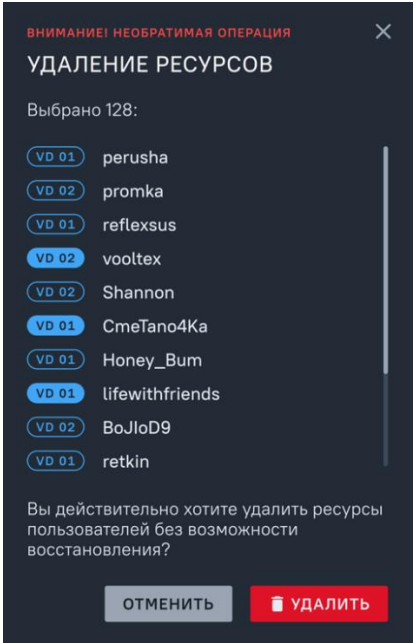 ВНИМАНИЕ! НЕОБРАТИМАЯ ОПЕРАЦИЯ
УДАЛЕНИЕ РЕСУРСОВ
Выбрано 128:
VD 01 perusha
VD 02 promka
VD 01 reflexsus
VD 02 vooltex
VD 02 Shannon
VD 01 CmeTano4Ka
VD 01 Honey_Bum
VD 01 lifewithfriends
VD 02 BoJIoD9
VD 01 retkin
Вы действительно хотите удалить ресурсы
пользователей без возможности
восстановления?
ОТМЕНИТЬ УДАЛИТЬ